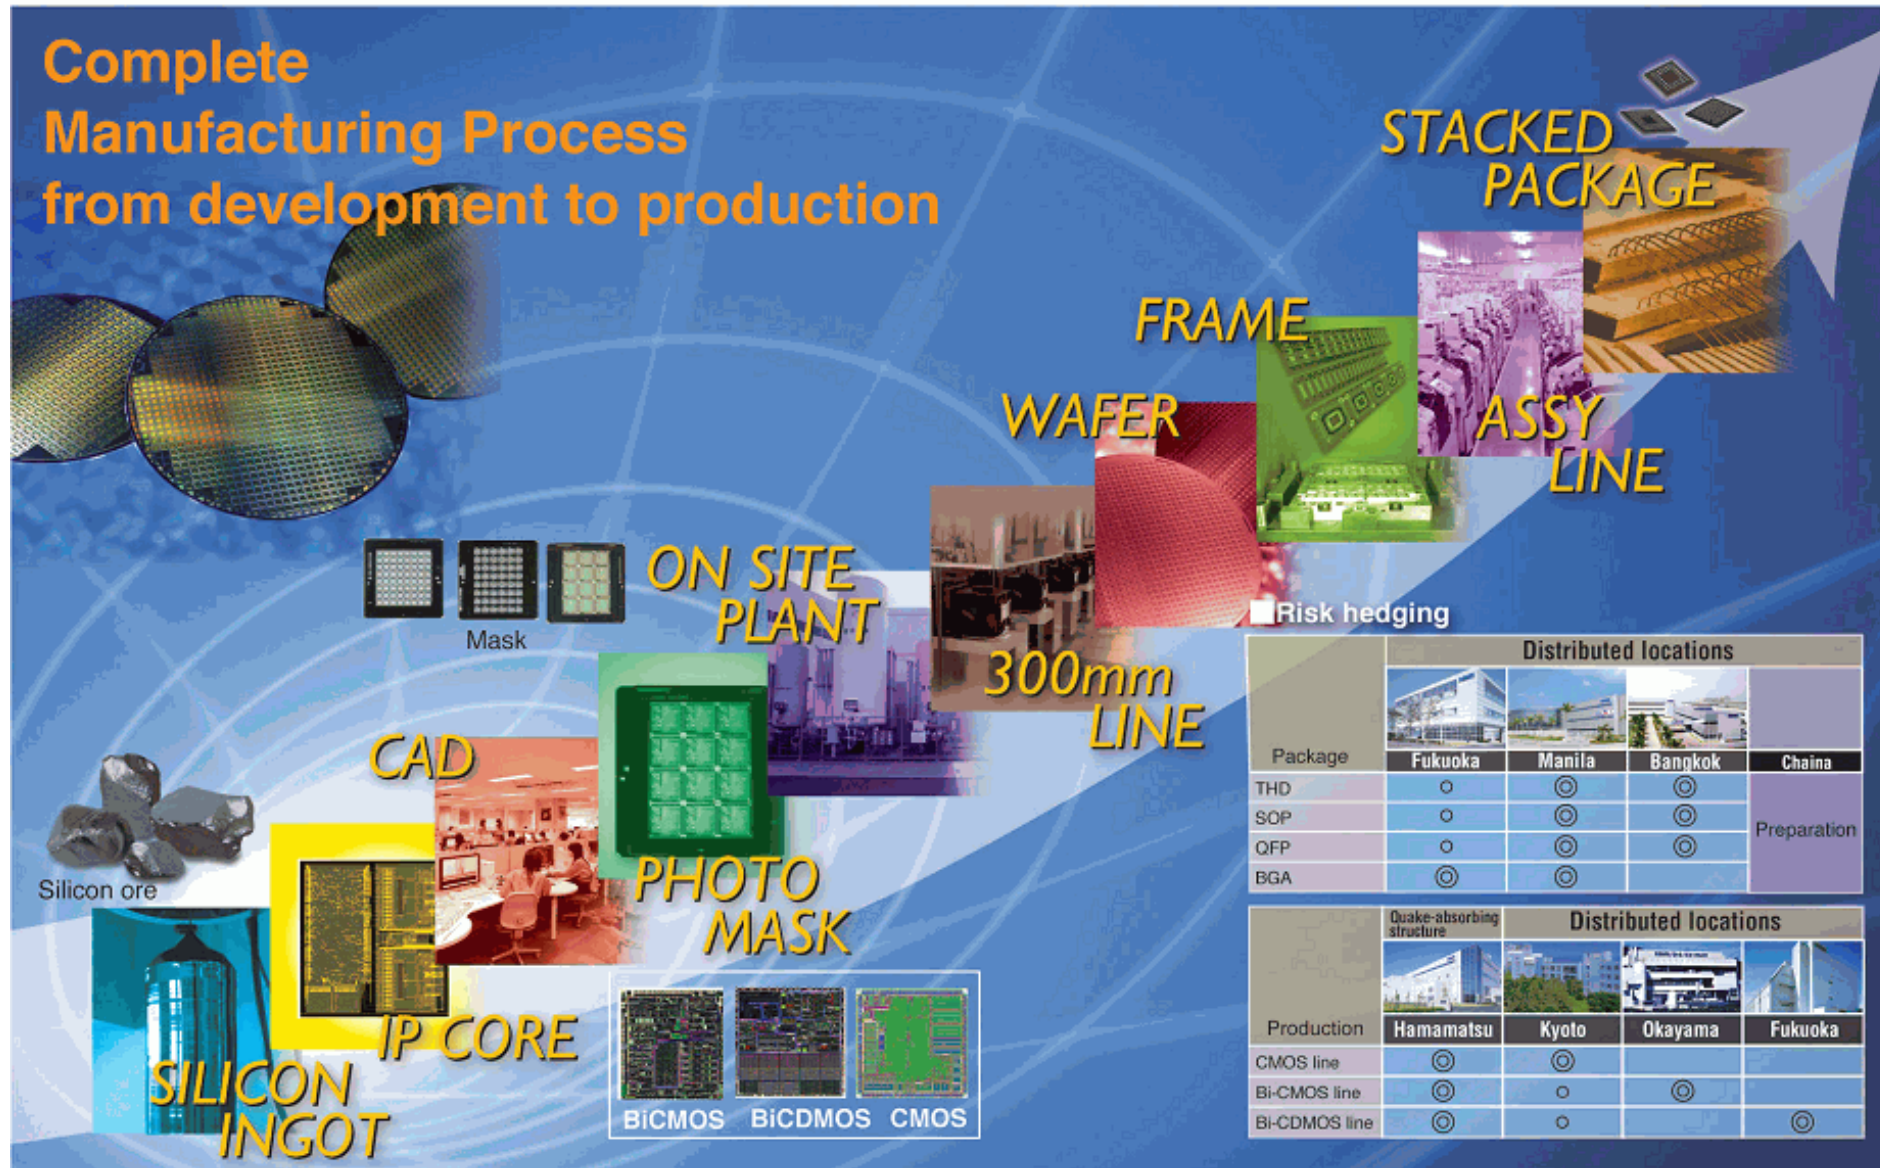 Complete
Manufacturing Process
from development to production
STACKED
PACKAGE
FRAME
ASSY
LINE
WAFER
300mm
LINE
ON SITE
PLANT
Mask
CAD
PHOTO
MASK
Silicon ore
IP CORE
SILICON
INGOT
BiCMOS BiCDMOS CMOS
■Risk hedging
Distributed locations
Package Fukuoka Manila Bangkok Chaina
THD ○ ◎ ◎
SOP ○ ◎ ◎
Preparation
QFP ○ ◎ ◎
BGA ◎ ◎
Quake-absorbing
structure
Distributed locations
Production Hamamatsu Kyoto Okayama Fukuoka
CMOS line ◎ ◎
Bi-CMOS line ◎ ○ ◎
Bi-CDMOS line ◎ ○ ◎